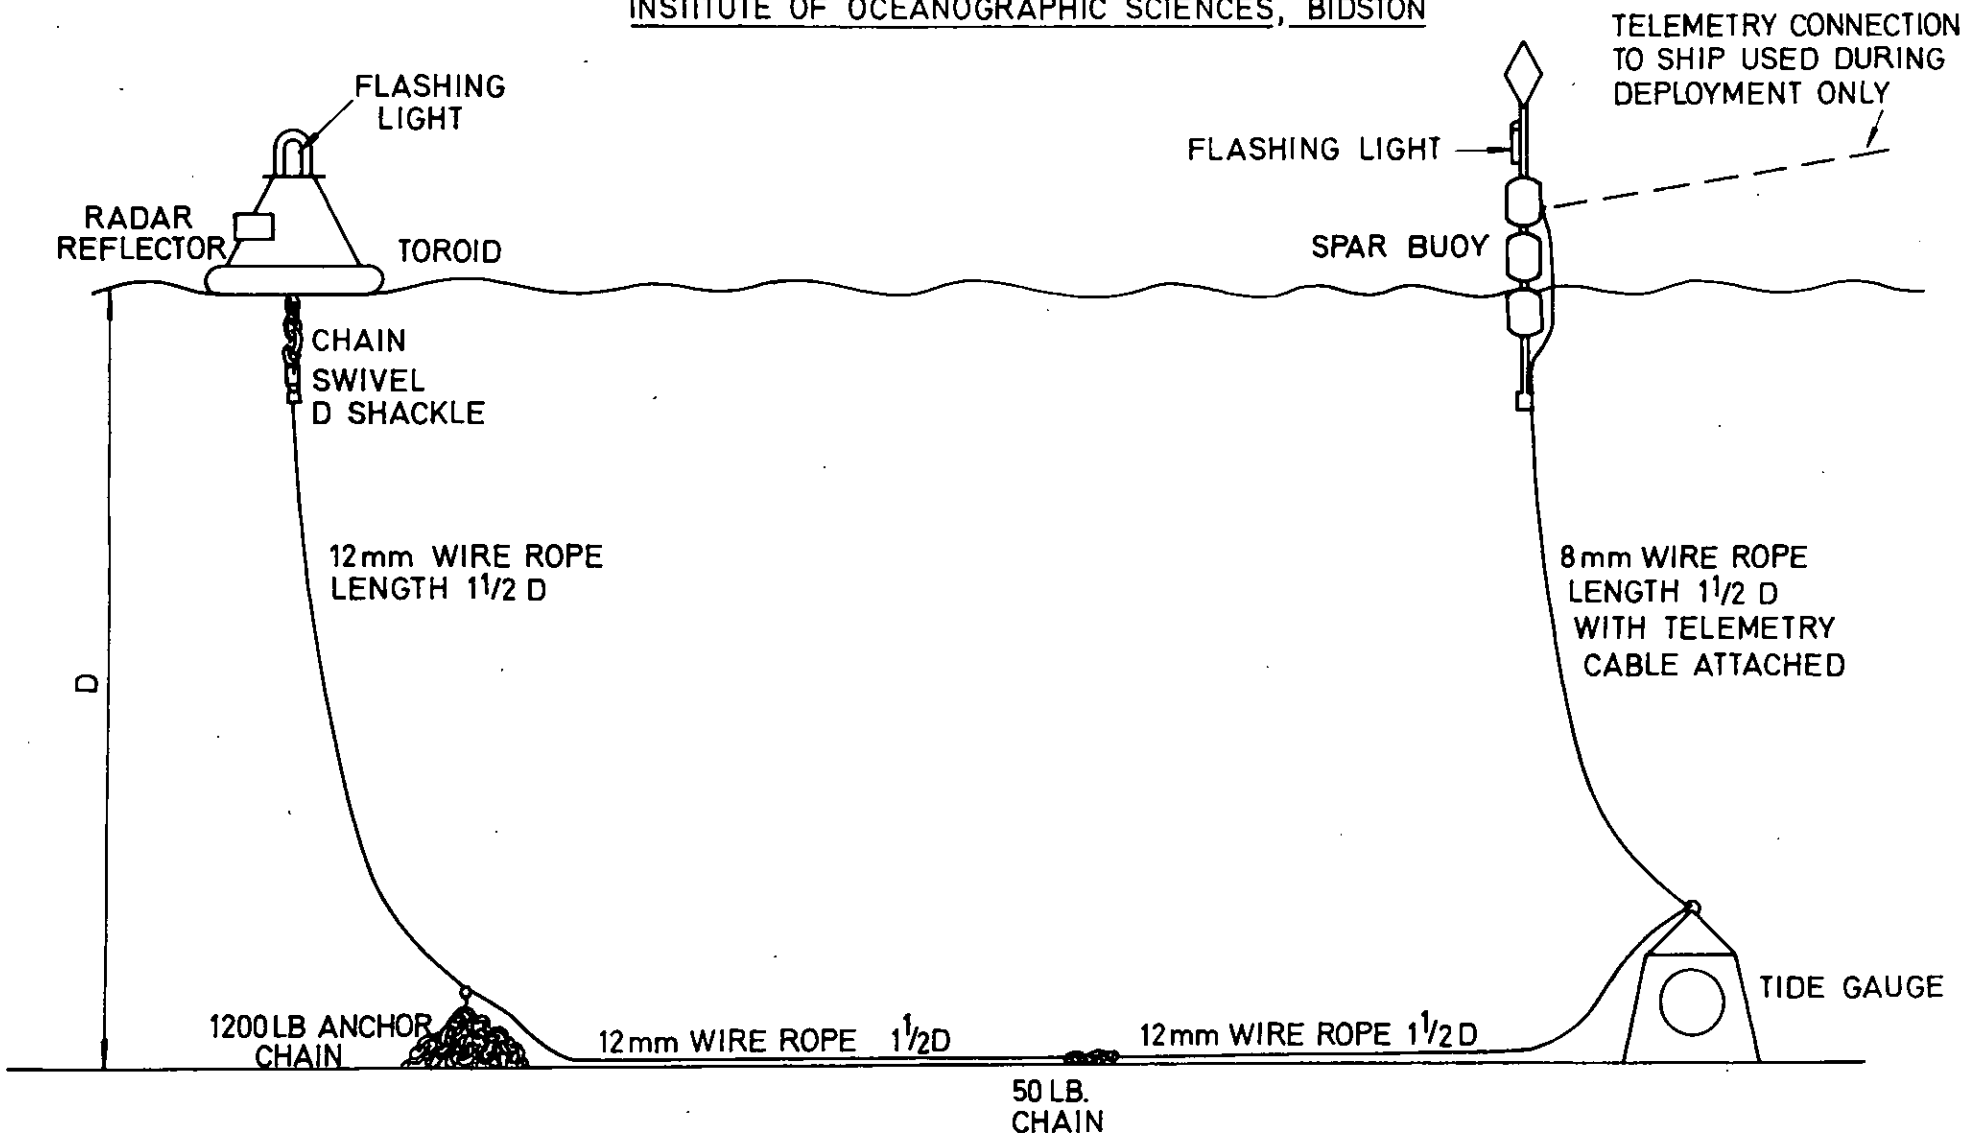 INSTITUTE OF OCEANOGRAPHIC SCIENCES, BIDSTON
TELEMETRY CONNECTION
TO SHIP USED DURING
DEPLOYMENT ONLY
FLASHING
LIGHT
FLASHING LIGHT
RADAR
REFLECTOR
TOROID
SPAR BUOY
CHAIN
SWIVEL
D SHACKLE
12mm WIRE ROPE
LENGTH 1 1/2 D
8mm WIRE ROPE
LENGTH 1 1/2 D
WITH TELEMETRY
CABLE ATTACHED
D
TIDE GAUGE
1200 LB ANCHOR
CHAIN
12mm WIRE ROPE 1 1/2 D
12mm WIRE ROPE 1 1/2 D
50 LB.
CHAIN